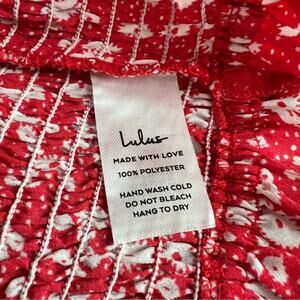 Lulus
MADE WITH LOVE
100% POLYESTER
HAND WASH COLD
DO NOT BLEACH
HANG TO DRY